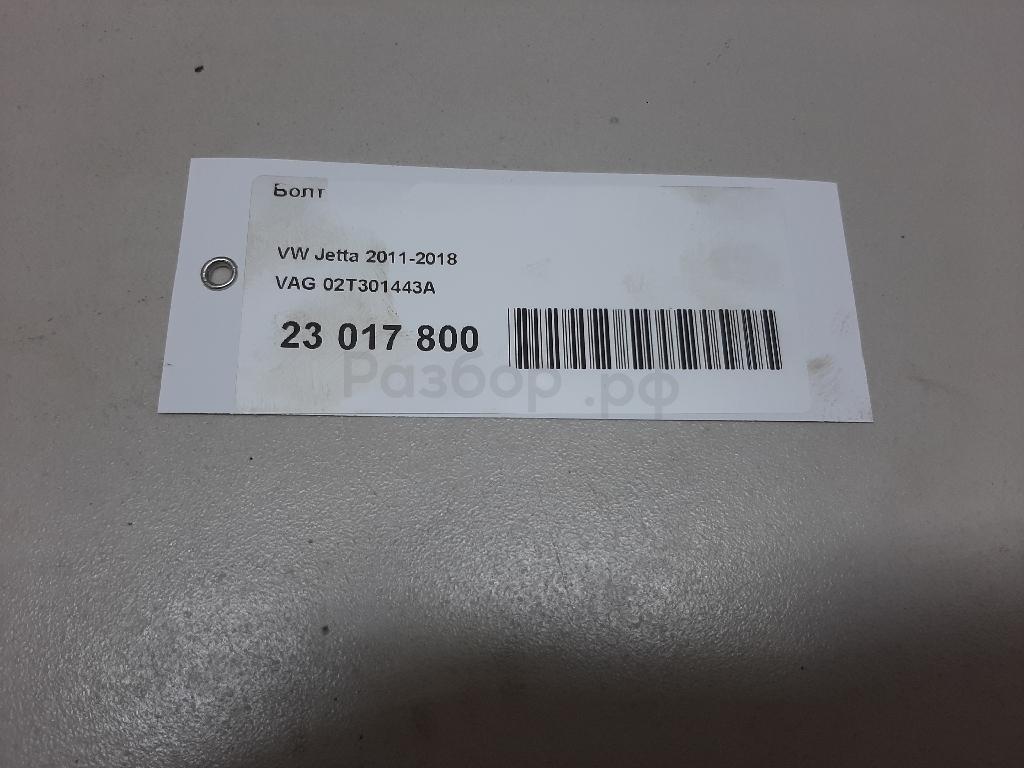 Болт
VW Jetta 2011-2018
VAG 02T301443A
23 017 800
Разбор.рф